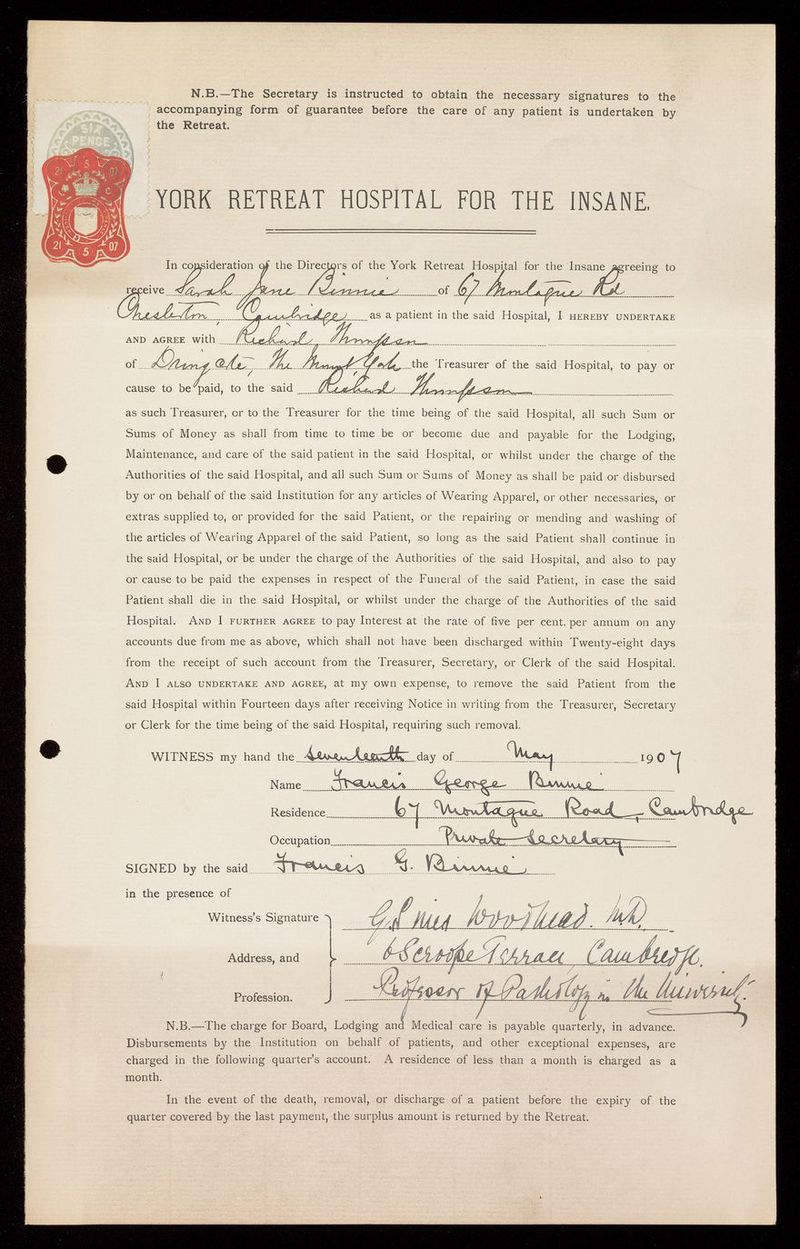 N.B.—The Secretary is instructed to obtain the necessary signatures to the
accompanying form of guarantee before the care of any patient is undertaken by
the Retreat.
SIX
PENCE
21 5 07
21 5 07
YORK RETREAT HOSPITAL FOR THE INSANE.
In consideration of the Directors of the York Retreat Hospital for the Insane agreeing to
receive Sarah Jane Binnie of 67 Montague Rd
Chesterton, Cambridge as a patient in the said Hospital, I HEREBY UNDERTAKE
AND AGREE with Richard Thompson
of Dringcote, The Mount York the Treasurer of the said Hospital, to pay or
cause to be paid, to the said Richard Thompson
as such Treasurer, or to the Treasurer for the time being of the said Hospital, all such Sum or
Sums of Money as shall from time to time be or become due and payable for the Lodging,
Maintenance, and care of the said patient in the said Hospital, or whilst under the charge of the
Authorities of the said Hospital, and all such Sum or Sums of Money as shall be paid or disbursed
by or on behalf of the said Institution for any articles of Wearing Apparel, or other necessaries, or
extras supplied to, or provided for the said Patient, or the repairing or mending and washing of
the articles of Wearing Apparel of the said Patient, so long as the said Patient shall continue in
the said Hospital, or be under the charge of the Authorities of the said Hospital, and also to pay
or cause to be paid the expenses in respect of the Funeral of the said Patient, in case the said
Patient shall die in the said Hospital, or whilst under the charge of the Authorities of the said
Hospital. AND I FURTHER AGREE to pay Interest at the rate of five per cent. per annum on any
accounts due from me as above, which shall not have been discharged within Twenty-eight days
from the receipt of such account from the Treasurer, Secretary, or Clerk of the said Hospital.
AND I ALSO UNDERTAKE AND AGREE, at my own expense, to remove the said Patient from the
said Hospital within Fourteen days after receiving Notice in writing from the Treasurer, Secretary
or Clerk for the time being of the said Hospital, requiring such removal.
WITNESS my hand the seventeenth day of May 1907
Name Francis George Binnie
Residence 67 Montague Road, Cambridge
Occupation Private Secretary
SIGNED by the said Francis G. Binnie
in the presence of
Witness's Signature G Sims Woodhead. M.D.
Address, and 6 Scroope Terrace, Cambridge.
Profession. Professor of Pathology in the University.
N.B.—The charge for Board, Lodging and Medical care is payable quarterly, in advance.
Disbursements by the Institution on behalf of patients, and other exceptional expenses, are
charged in the following quarter's account. A residence of less than a month is charged as a
month.
In the event of the death, removal, or discharge of a patient before the expiry of the
quarter covered by the last payment, the surplus amount is returned by the Retreat.